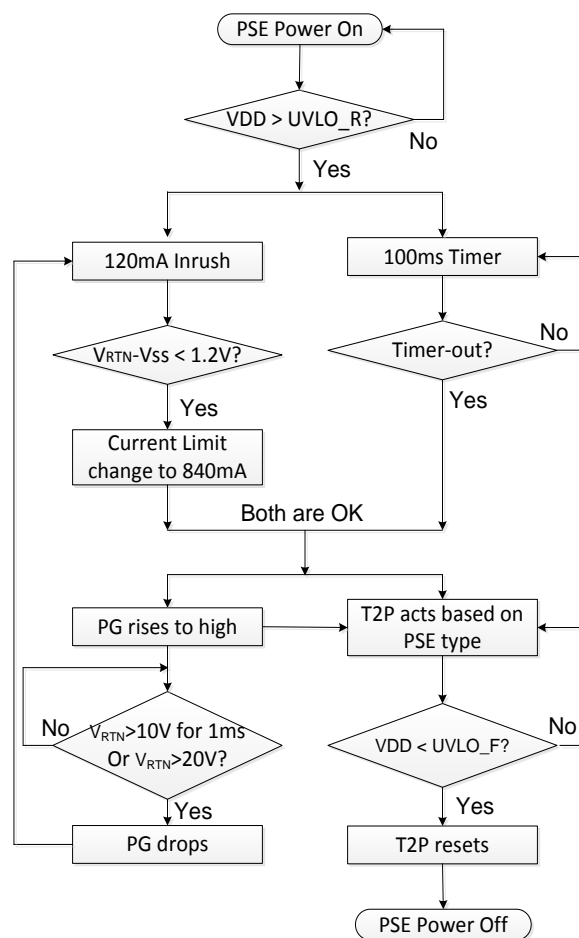 PSE Power On
VDD > UVLO_R?
No
Yes
120mA Inrush
100ms Timer
VRTN-VSS < 1.2V?
Timer-out?
No
Yes
Yes
Current Limit
change to 840mA
Both are OK
PG rises to high
T2P acts based on
PSE type
No
VRTN>10V for 1ms
Or VRTN>20V?
VDD < UVLO_F?
No
Yes
Yes
PG drops
T2P resets
PSE Power Off